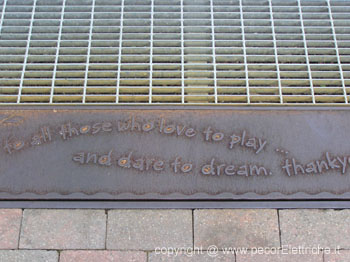 to all those who love to play ...
and dare to dream. thanky
copyright @ www.pecorElettriche.it